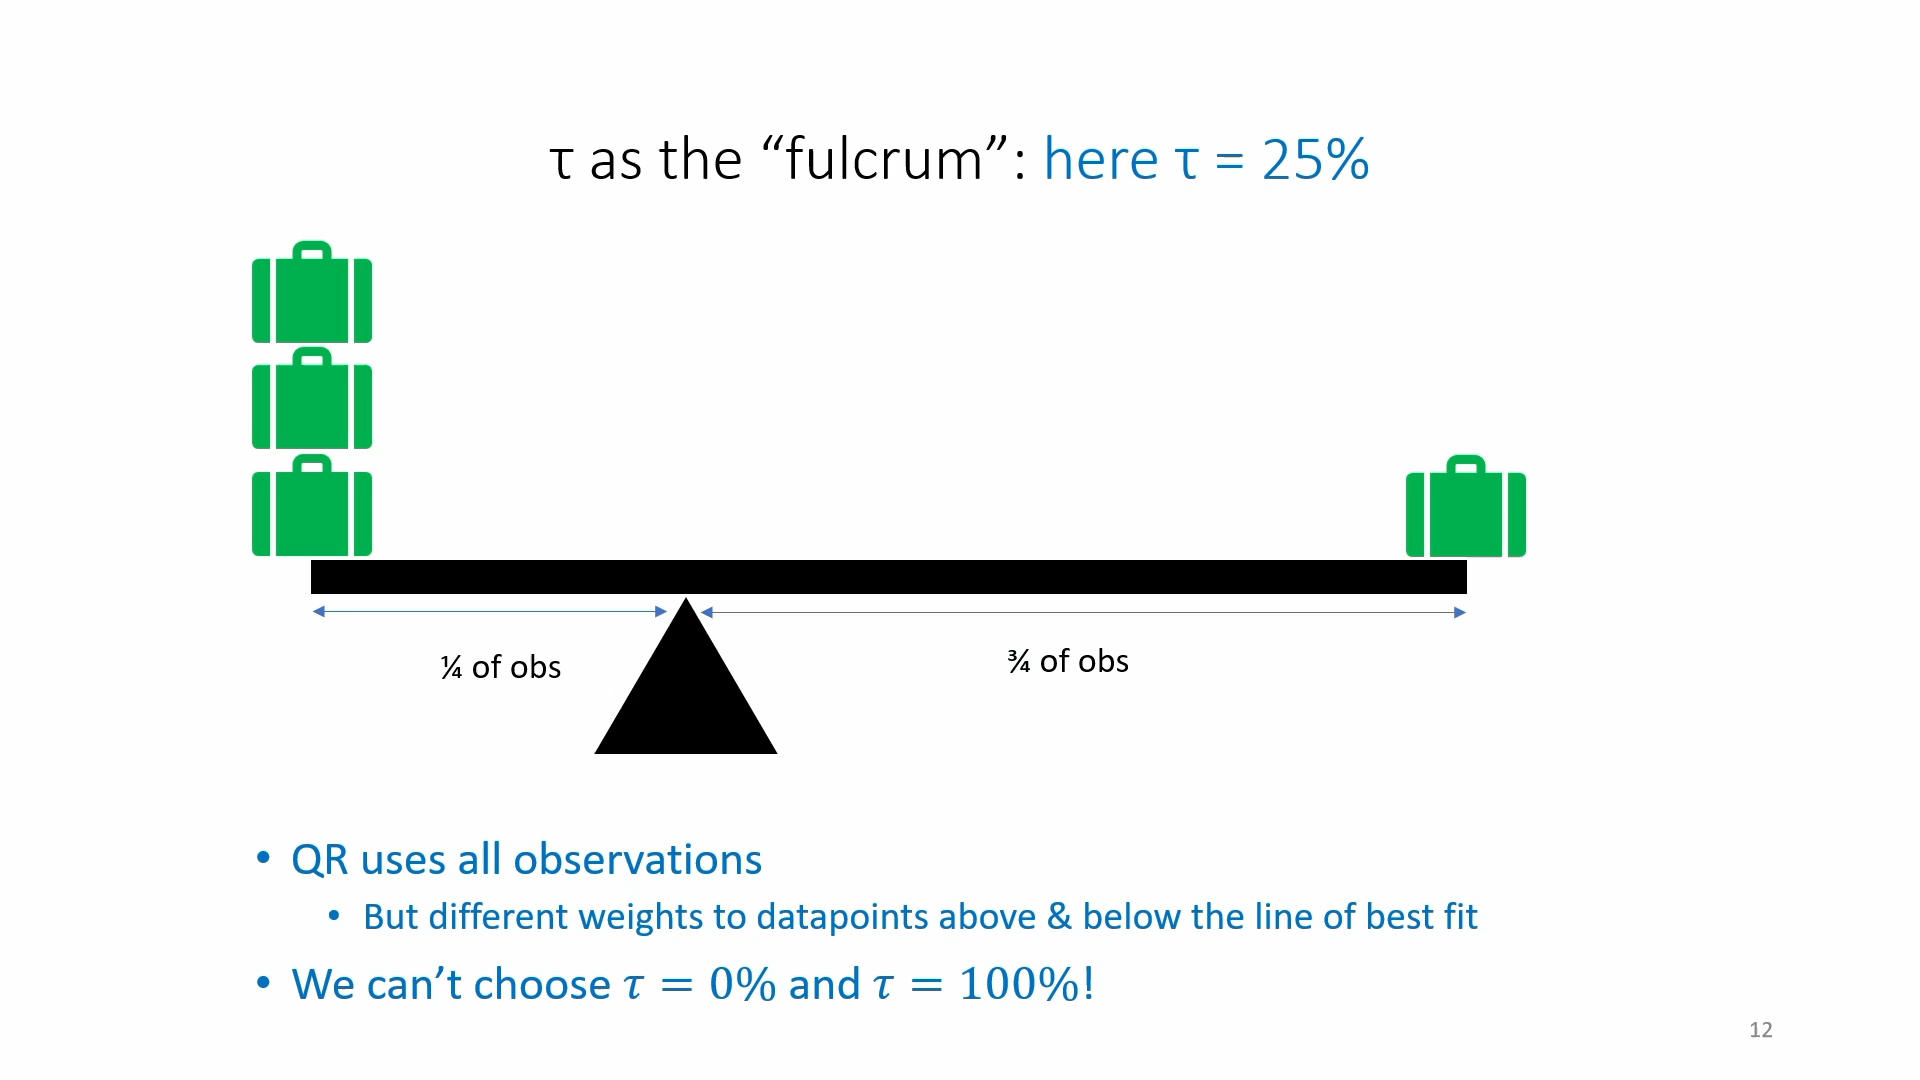 τ as the “fulcrum”: here τ = 25%
¼ of obs
¾ of obs
• QR uses all observations
• But different weights to datapoints above & below the line of best fit
• We can’t choose 𝜏 = 0% and 𝜏 = 100%!
12